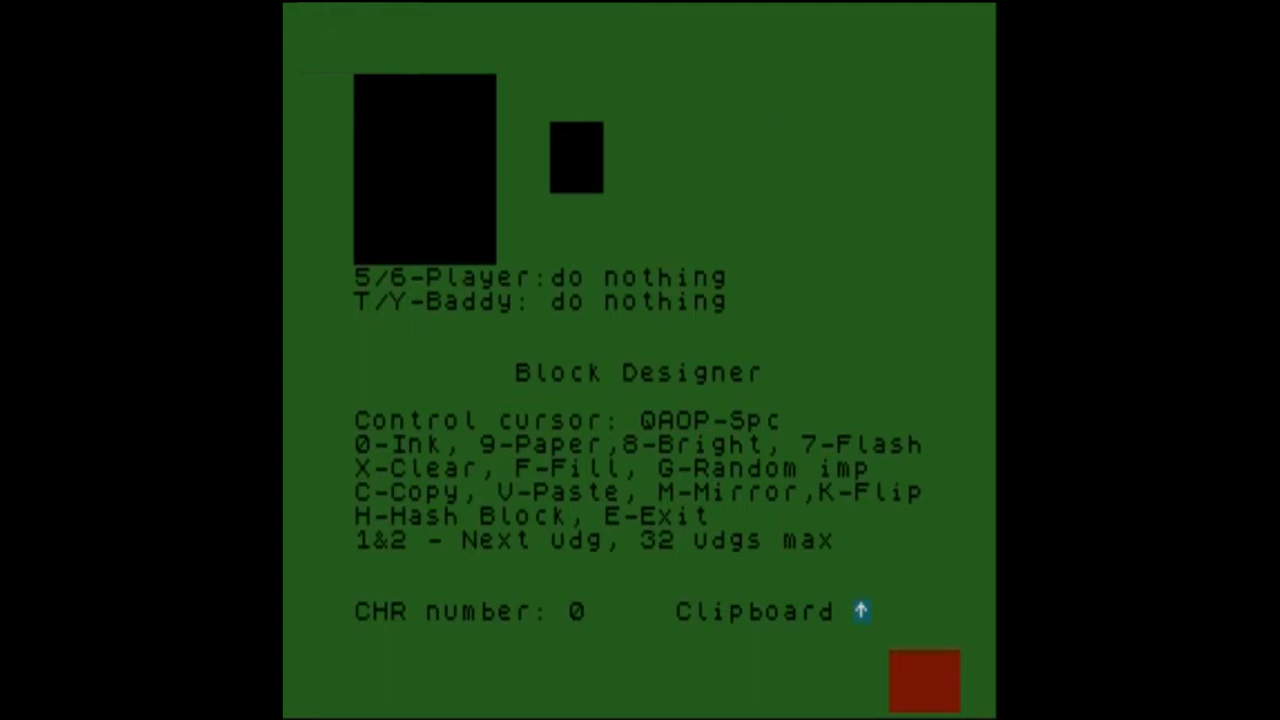 5/6-Player:do nothing
T/Y-Baddy: do nothing
Block Designer
Control cursor: QAOP-Spc
0-Ink, 9-Paper,8-Bright, 7-Flash
X-Clear, F-Fill, G-Random imp
C-Copy, V-Paste, M-Mirror,K-Flip
H-Hash Block, E-Exit
1&2 - Next udg, 32 udgs max
CHR number: 0 Clipboard ↑